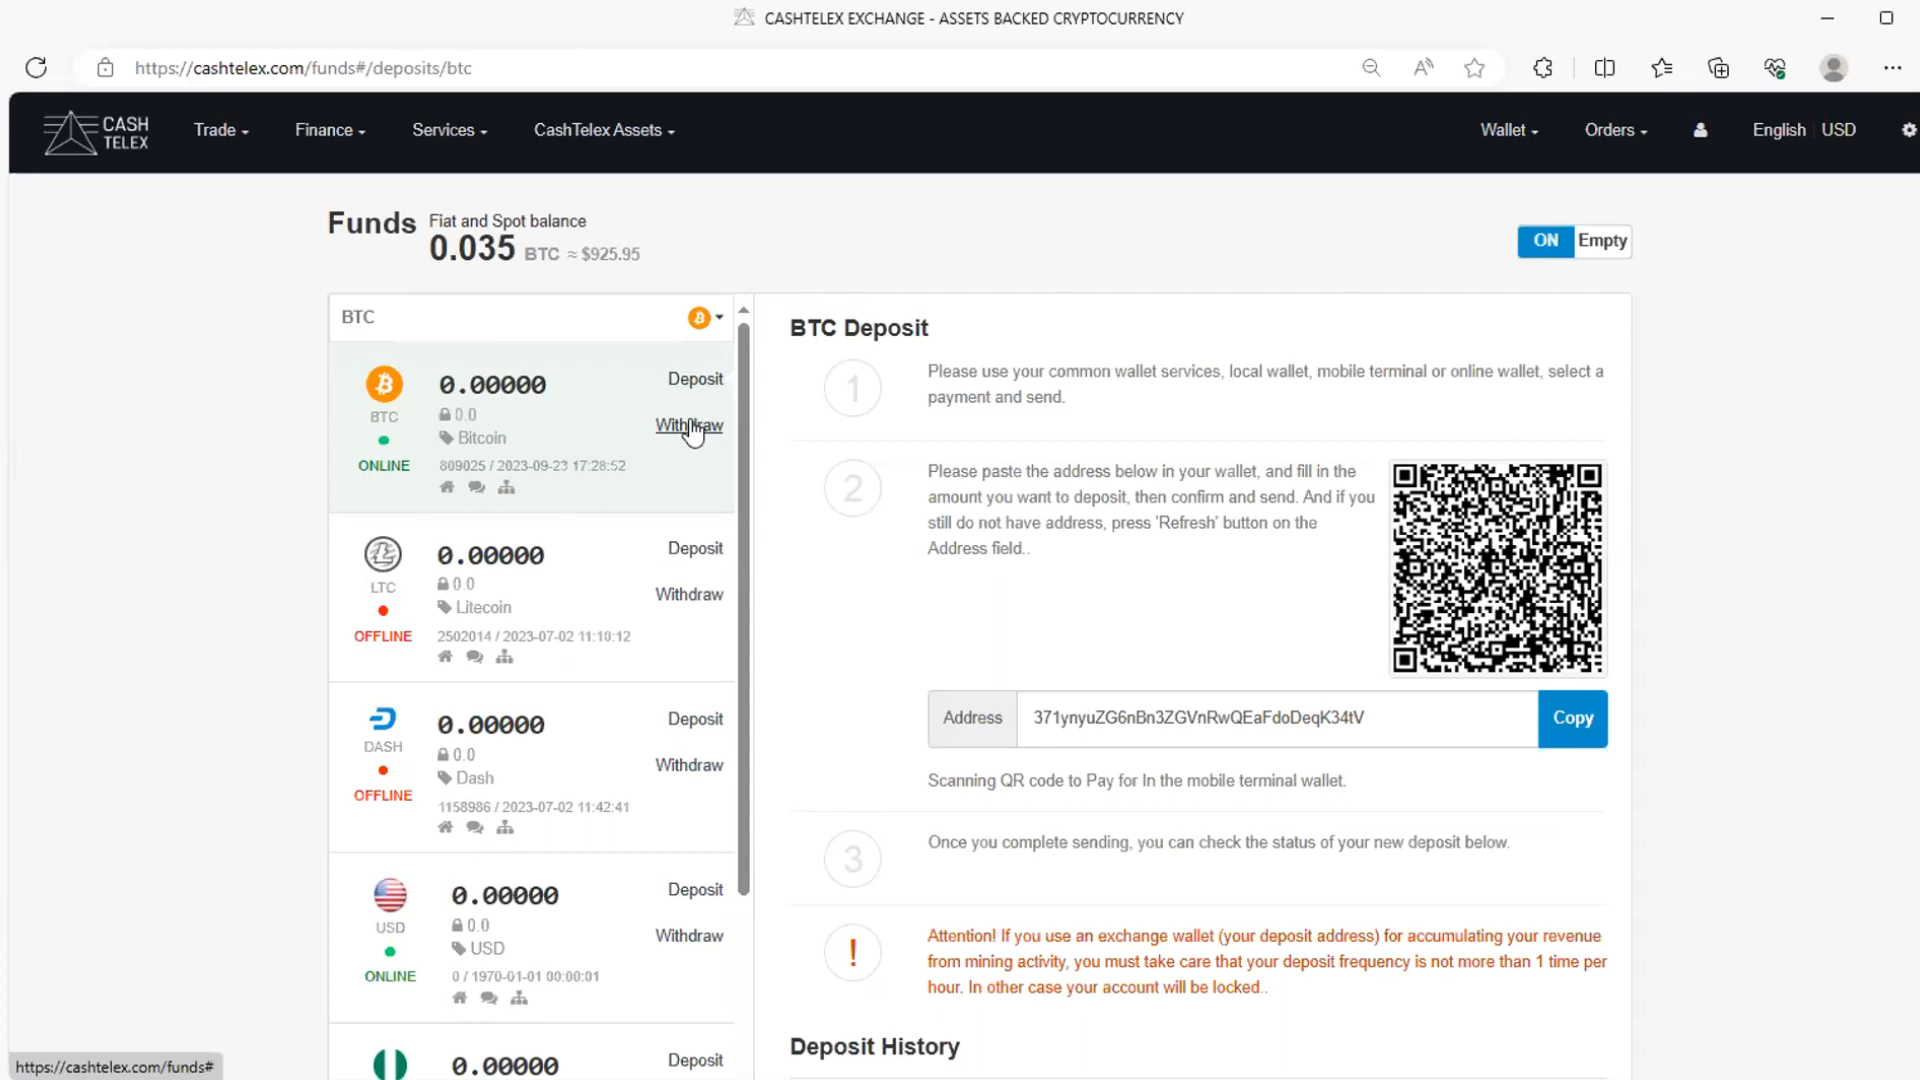 CASHTELEX EXCHANGE - ASSETS BACKED CRYPTOCURRENCY
https://cashtelex.com/funds#/deposits/btc
CASH TELEX
Trade
Finance
Services
CashTelex Assets
Wallet
Orders
English
USD
Funds
Fiat and Spot balance
0.035 BTC ≈ $925.95
ON
Empty
BTC
BTC
ONLINE
0.00000
0.0
Bitcoin
809025 / 2023-09-23 17:28:52
Deposit
Withdraw
LTC
OFFLINE
0.00000
0.0
Litecoin
2502014 / 2023-07-02 11:10:12
Deposit
Withdraw
DASH
OFFLINE
0.00000
0.0
Dash
1158986 / 2023-07-02 11:42:41
Deposit
Withdraw
USD
ONLINE
0.00000
0.0
USD
0 / 1970-01-01 00:00:01
Deposit
Withdraw
0.00000
Deposit
BTC Deposit
1
Please use your common wallet services, local wallet, mobile terminal or online wallet, select a
payment and send.
2
Please paste the address below in your wallet, and fill in the
amount you want to deposit, then confirm and send. And if you
still do not have address, press 'Refresh' button on the
Address field..
Address
371ynyuZG6nBn3ZGVnRwQEaFdoDeqK34tV
Copy
Scanning QR code to Pay for In the mobile terminal wallet.
3
Once you complete sending, you can check the status of your new deposit below.
!
Attention! If you use an exchange wallet (your deposit address) for accumulating your revenue
from mining activity, you must take care that your deposit frequency is not more than 1 time per
hour. In other case your account will be locked..
Deposit History
https://cashtelex.com/funds#